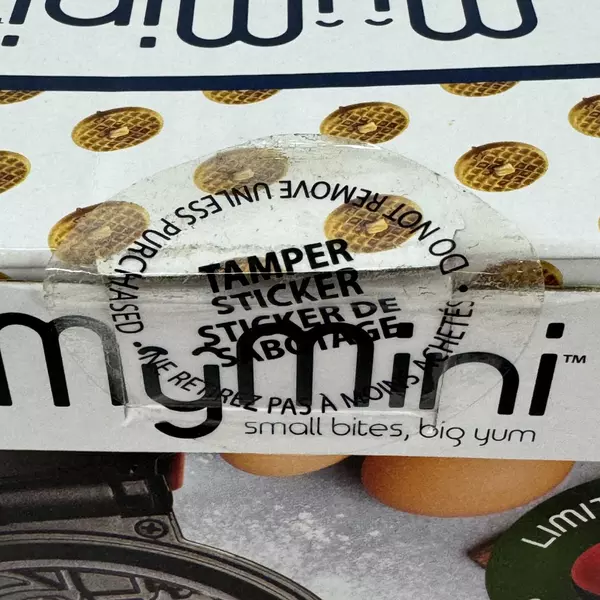 MyMini
DO NOT REMOVE UNLESS PURCHASED •
TAMPER
STICKER
STICKER DE
SABOTAGE
NE RETIREZ PAS À MOINS ACHETÉS •
MyMini™
small bites, big yum